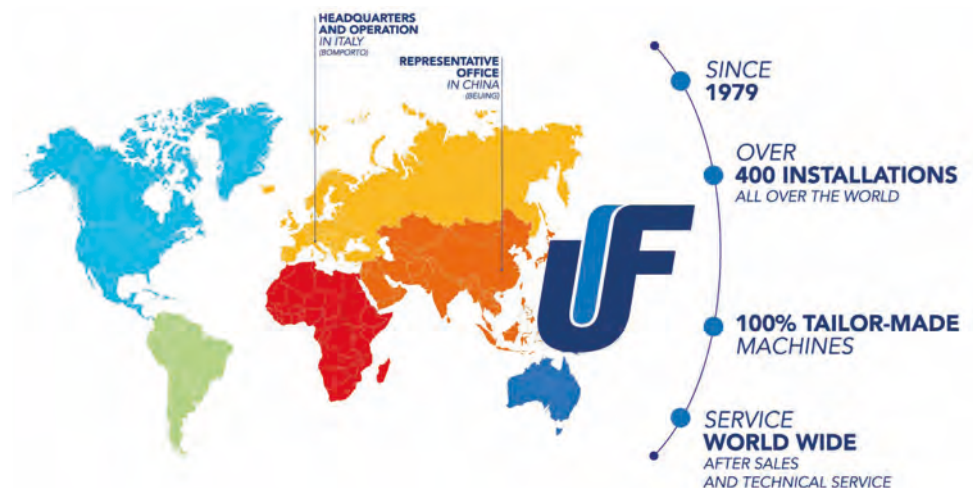 HEADQUARTERS
AND OPERATION
IN ITALY
(BOMPORTO)
REPRESENTATIVE
OFFICE
IN CHINA
(BEIJING)
UF
SINCE
1979
OVER
400 INSTALLATIONS
ALL OVER THE WORLD
100% TAILOR-MADE
MACHINES
SERVICE
WORLD WIDE
AFTER SALES
AND TECHNICAL SERVICE